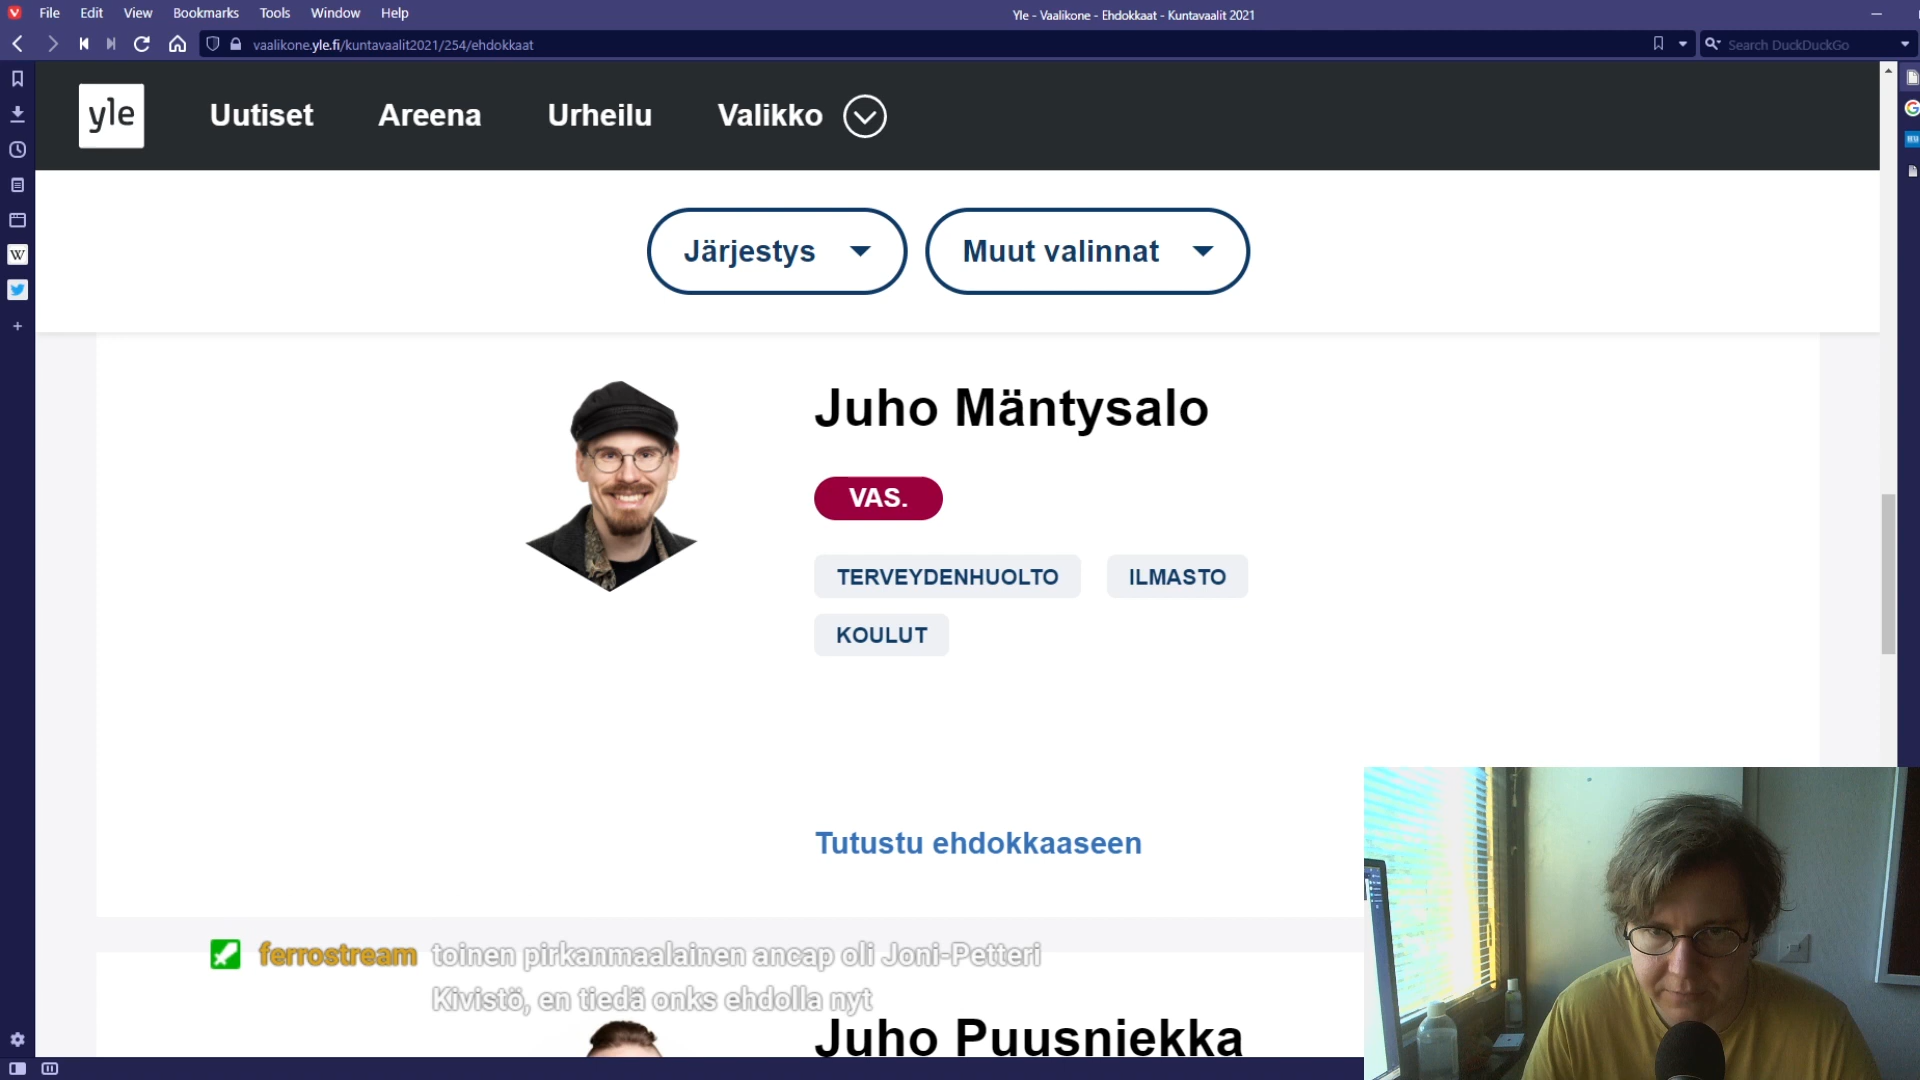 File Edit View Bookmarks Tools Window Help
Yle - Vaalikone - Ehdokkaat - Kuntavaalit 2021
vaalikone.yle.fi/kuntavaalit2021/254/ehdokkaat
Search DuckDuckGo
yle Uutiset Areena Urheilu Valikko
Järjestys Muut valinnat
W
Juho Mäntysalo
VAS.
TERVEYDENHUOLTO ILMASTO
KOULUT
Tutustu ehdokkaaseen
ferrostream toinen pirkanmaalainen ancap oli Joni-Petteri
Kivistö, en tiedä onks ehdolla nyt
Juho Puusniekka